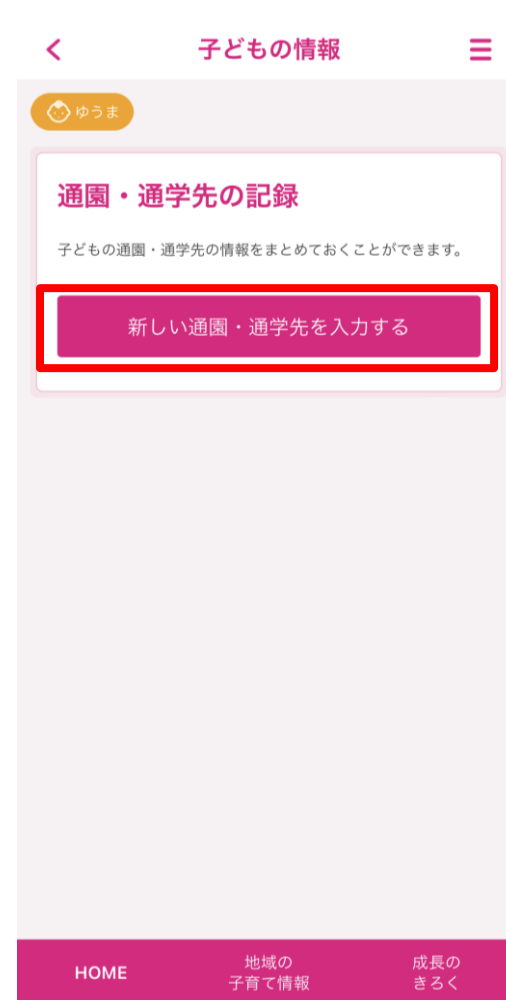 子どもの情報
ゆうま
通園・通学先の記録
子どもの通園・通学先の情報をまとめておくことができます。
新しい通園・通学先を入力する
HOME
地域の
子育て情報
成長の
きろく